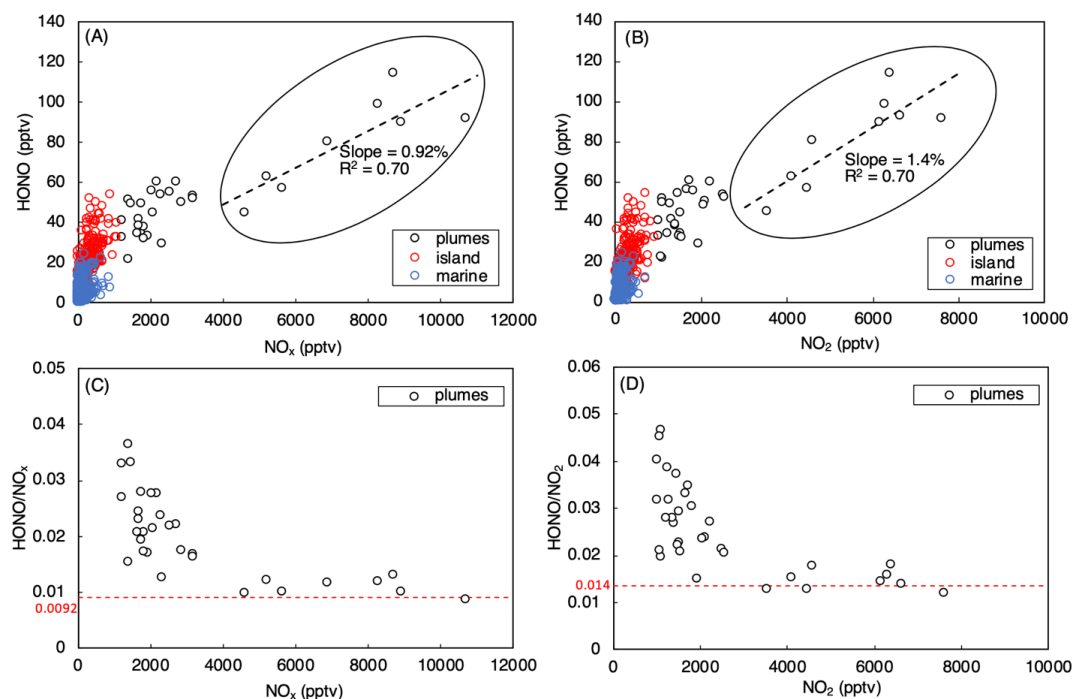 (A)
140
120
100
80
60
40
20
0
HONO (pptv)
Slope = 0.92%
R² = 0.70
plumes
island
marine
0
2000
4000
6000
8000
10000
12000
NOₓ (pptv)
(B)
140
120
100
80
60
40
20
0
HONO (pptv)
Slope = 1.4%
R² = 0.70
plumes
island
marine
0
2000
4000
6000
8000
10000
NO₂ (pptv)
(C)
0.05
0.04
0.03
0.02
0.01
0.0092
0
HONO/NOₓ
plumes
0
2000
4000
6000
8000
10000
12000
NOₓ (pptv)
(D)
0.06
0.05
0.04
0.03
0.02
0.014
0.01
0
HONO/NO₂
plumes
0
2000
4000
6000
8000
10000
NO₂ (pptv)